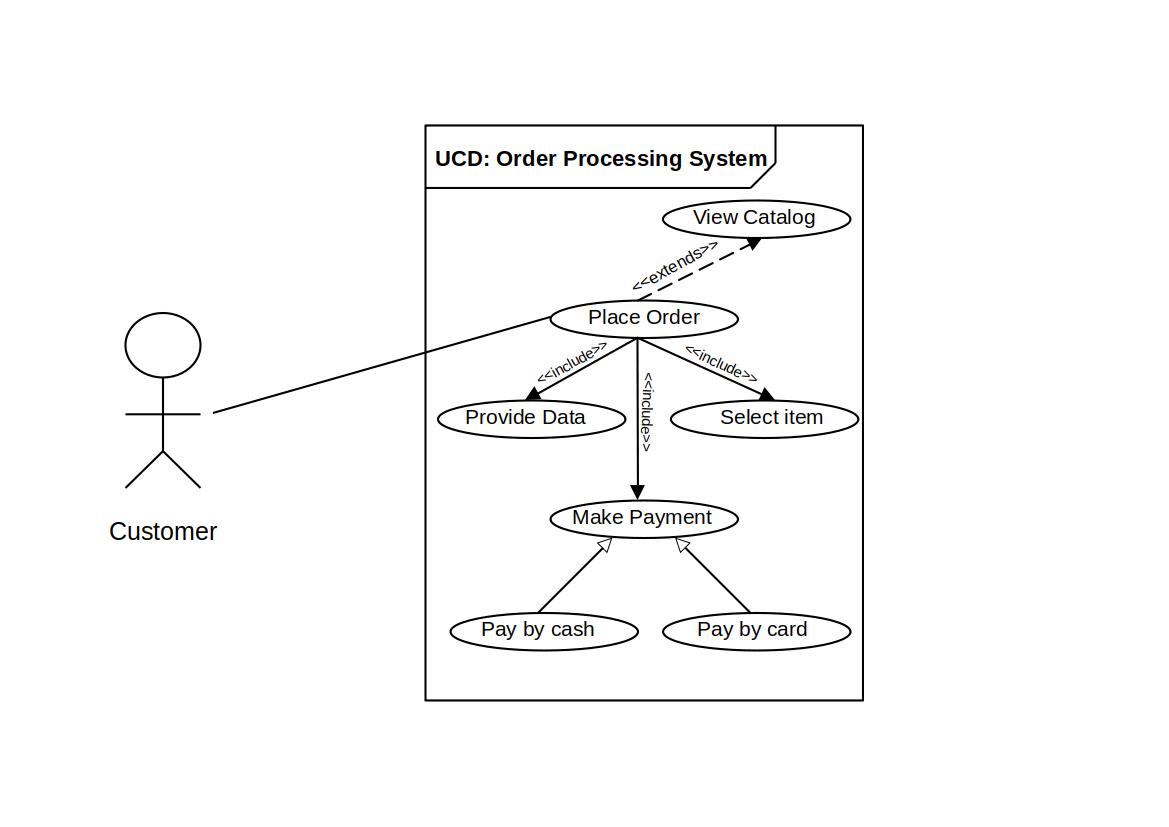 UCD: Order Processing System
View Catalog
<<extends>>
Place Order
<<include>>
<<include>>
<<include>>
Provide Data
Select item
Make Payment
Pay by cash
Pay by card
Customer